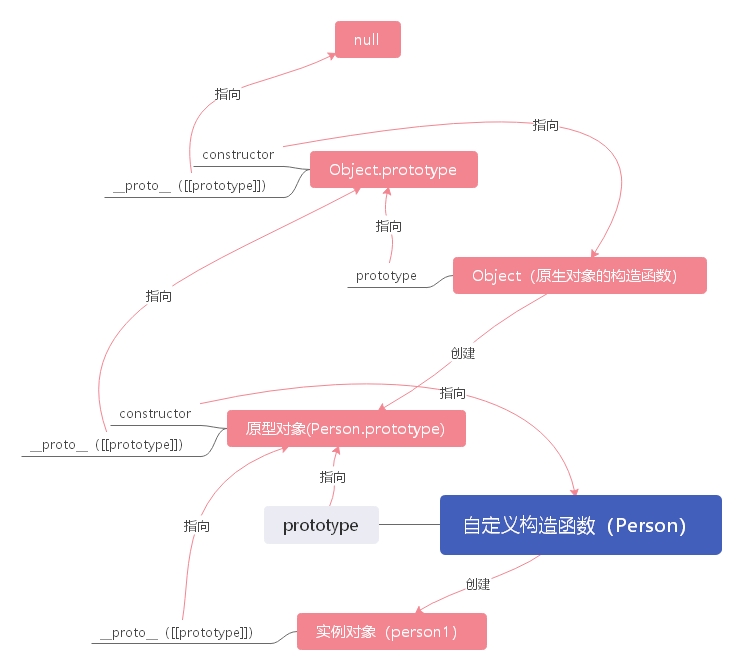 null
指向
指向
constructor
Object.prototype
__proto__（[[prototype]]）
指向
prototype
Object（原生对象的构造函数）
指向
创建
指向
constructor
原型对象(Person.prototype)
__proto__（[[prototype]]）
指向
prototype
自定义构造函数（Person）
指向
创建
实例对象（person1）
__proto__（[[prototype]]）